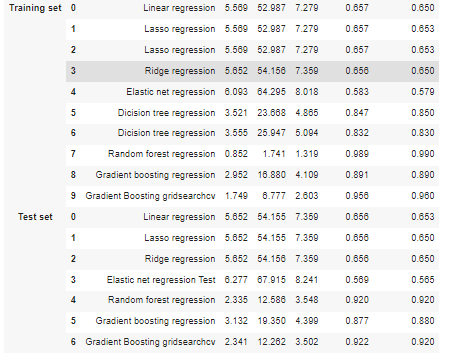 Training set 0 Linear regression 5.569 52.987 7.279 0.657 0.650
1 Lasso regression 5.569 52.987 7.279 0.657 0.653
2 Lasso regression 5.569 52.987 7.279 0.657 0.653
3 Ridge regression 5.652 54.156 7.359 0.656 0.650
4 Elastic net regression 6.093 64.295 8.018 0.583 0.579
5 Dicision tree regression 3.521 23.668 4.865 0.847 0.850
6 Dicision tree regression 3.555 25.947 5.094 0.832 0.830
7 Random forest regression 0.852 1.741 1.319 0.989 0.990
8 Gradient boosting regression 2.952 16.880 4.109 0.891 0.890
9 Gradient Boosting gridsearchcv 1.749 6.777 2.603 0.956 0.960
Test set 0 Linear regression 5.652 54.155 7.359 0.656 0.653
1 Lasso regression 5.652 54.155 7.359 0.656 0.650
2 Ridge regression 5.652 54.156 7.359 0.656 0.650
3 Elastic net regression Test 6.277 67.915 8.241 0.569 0.565
4 Random forest regression 2.335 12.586 3.548 0.920 0.920
5 Gradient boosting regression 3.132 19.350 4.399 0.877 0.880
6 Gradient Boosting gridsearchcv 2.341 12.262 3.502 0.922 0.920